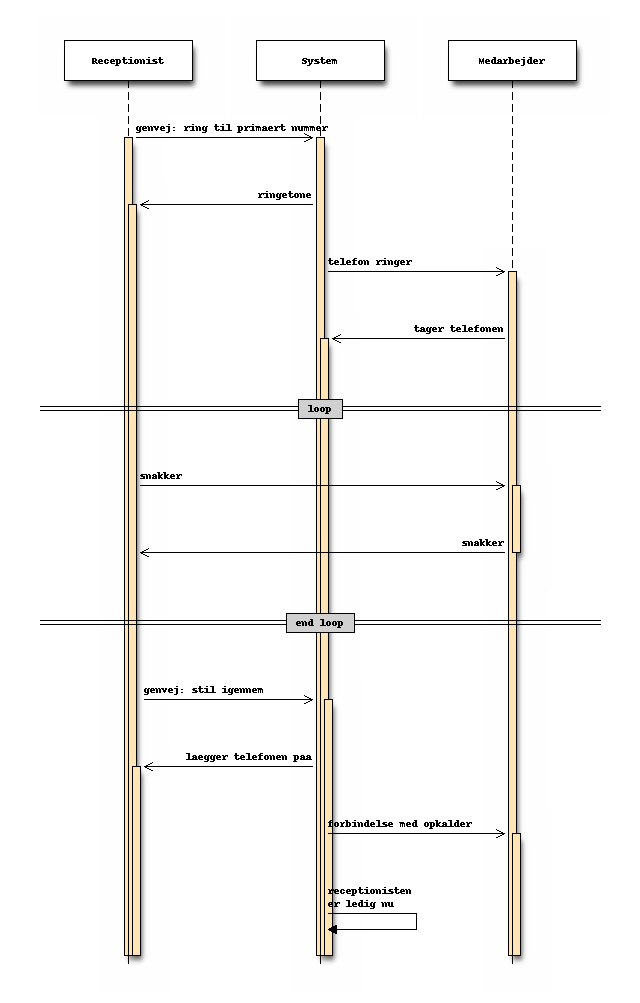 Receptionist
System
Medarbejder
genvej: ring til primaert nummer
ringetone
telefon ringer
tager telefonen
loop
snakker
snakker
end loop
genvej: stil igennem
laegger telefonen paa
forbindelse med opkalder
receptionisten
er ledig nu